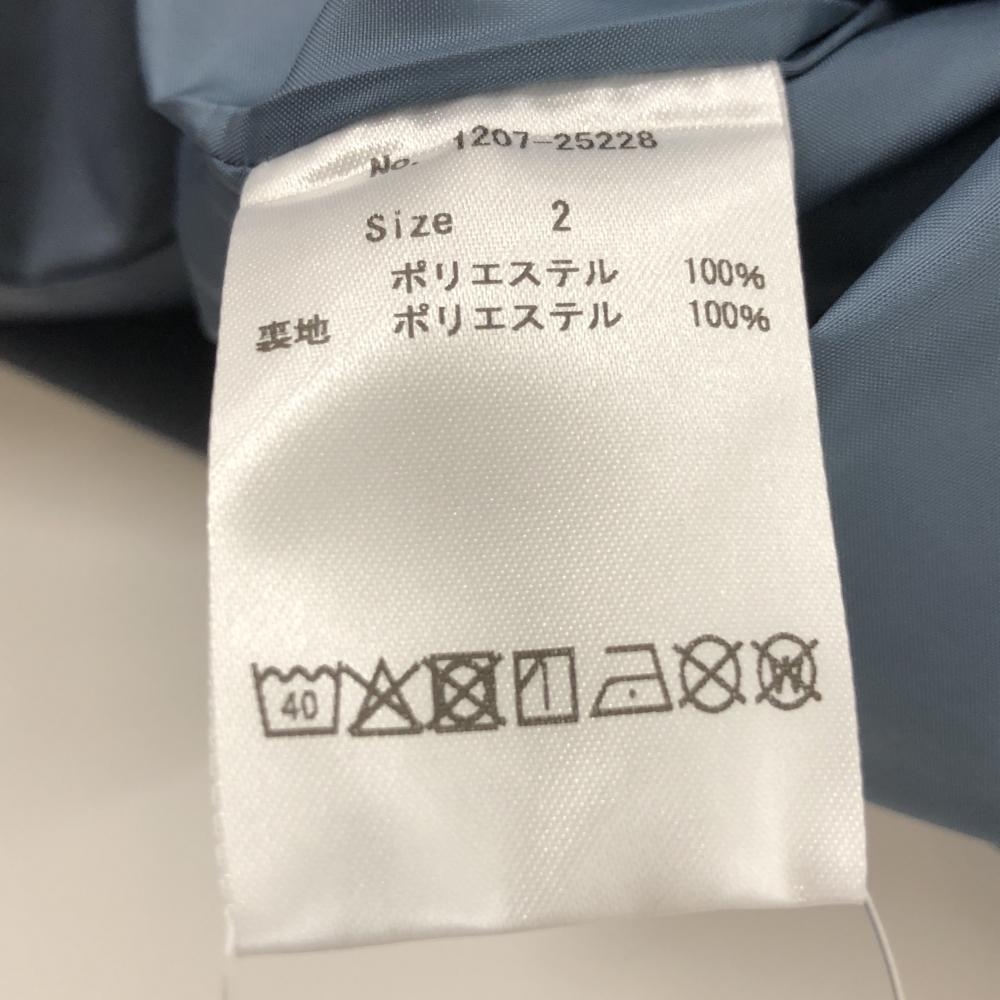 No. 1207-25228
Size 2
ポリエステル 100%
裏地 ポリエステル 100%
40
W